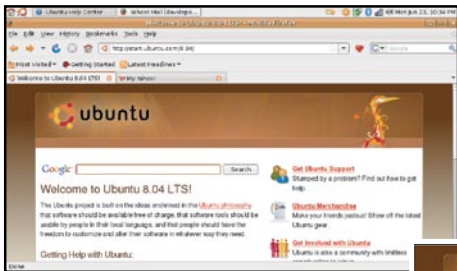 Ubuntu Help Center
Mon Jun 23, 10:34 PM
File Edit View History Bookmarks Tools Help
http://start.ubuntu.com/8.04/
Most Visited Getting Started Latest Headlines
Welcome to Ubuntu 8.04 LTS!
ubuntu
Google Search
Welcome to Ubuntu 8.04 LTS!
The Ubuntu project is built on the ideas enshrined in the Ubuntu philosophy:
that software should be available free of charge, that software tools should be
usable by people in their local language, and that people should have the
freedom to customize and alter their software in whatever way they need.
Getting Help with Ubuntu:
Get Ubuntu Support
Stumped by a problem? Find out how to get
help.
Ubuntu Merchandise
Make your friends jealous! Show off the latest
Ubuntu gear.
Get Involved with Ubuntu
Ubuntu is also a community with limitless
Done